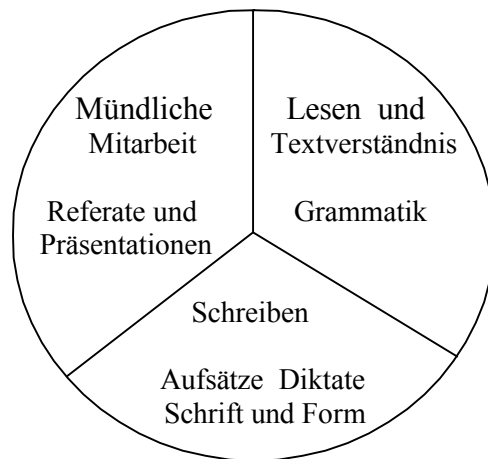 Mündliche
Mitarbeit
Referate und
Präsentationen
Lesen und
Textverständnis
Grammatik
Schreiben
Aufsätze Diktate
Schrift und Form